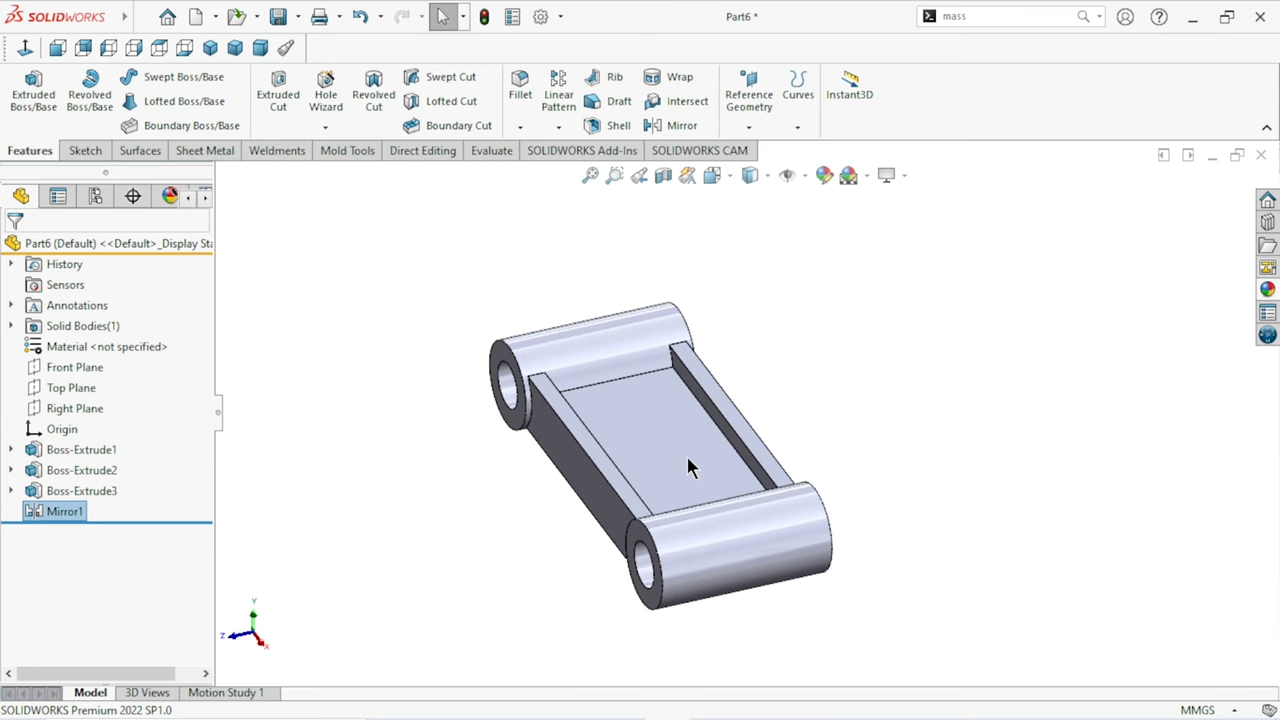 SOLIDWORKS
Part6 *
mass
Extruded Boss/Base
Revolved Boss/Base
Swept Boss/Base
Lofted Boss/Base
Boundary Boss/Base
Extruded Cut
Hole Wizard
Revolved Cut
Swept Cut
Lofted Cut
Boundary Cut
Fillet
Linear Pattern
Rib
Draft
Shell
Wrap
Intersect
Mirror
Reference Geometry
Curves
Instant3D
Features
Sketch
Surfaces
Sheet Metal
Weldments
Mold Tools
Direct Editing
Evaluate
SOLIDWORKS Add-Ins
SOLIDWORKS CAM
Part6 (Default) <<Default>_Display Sta
History
Sensors
Annotations
Solid Bodies(1)
Material <not specified>
Front Plane
Top Plane
Right Plane
Origin
Boss-Extrude1
Boss-Extrude2
Boss-Extrude3
Mirror1
Y
Z
X
Model
3D Views
Motion Study 1
SOLIDWORKS Premium 2022 SP1.0
MMGS